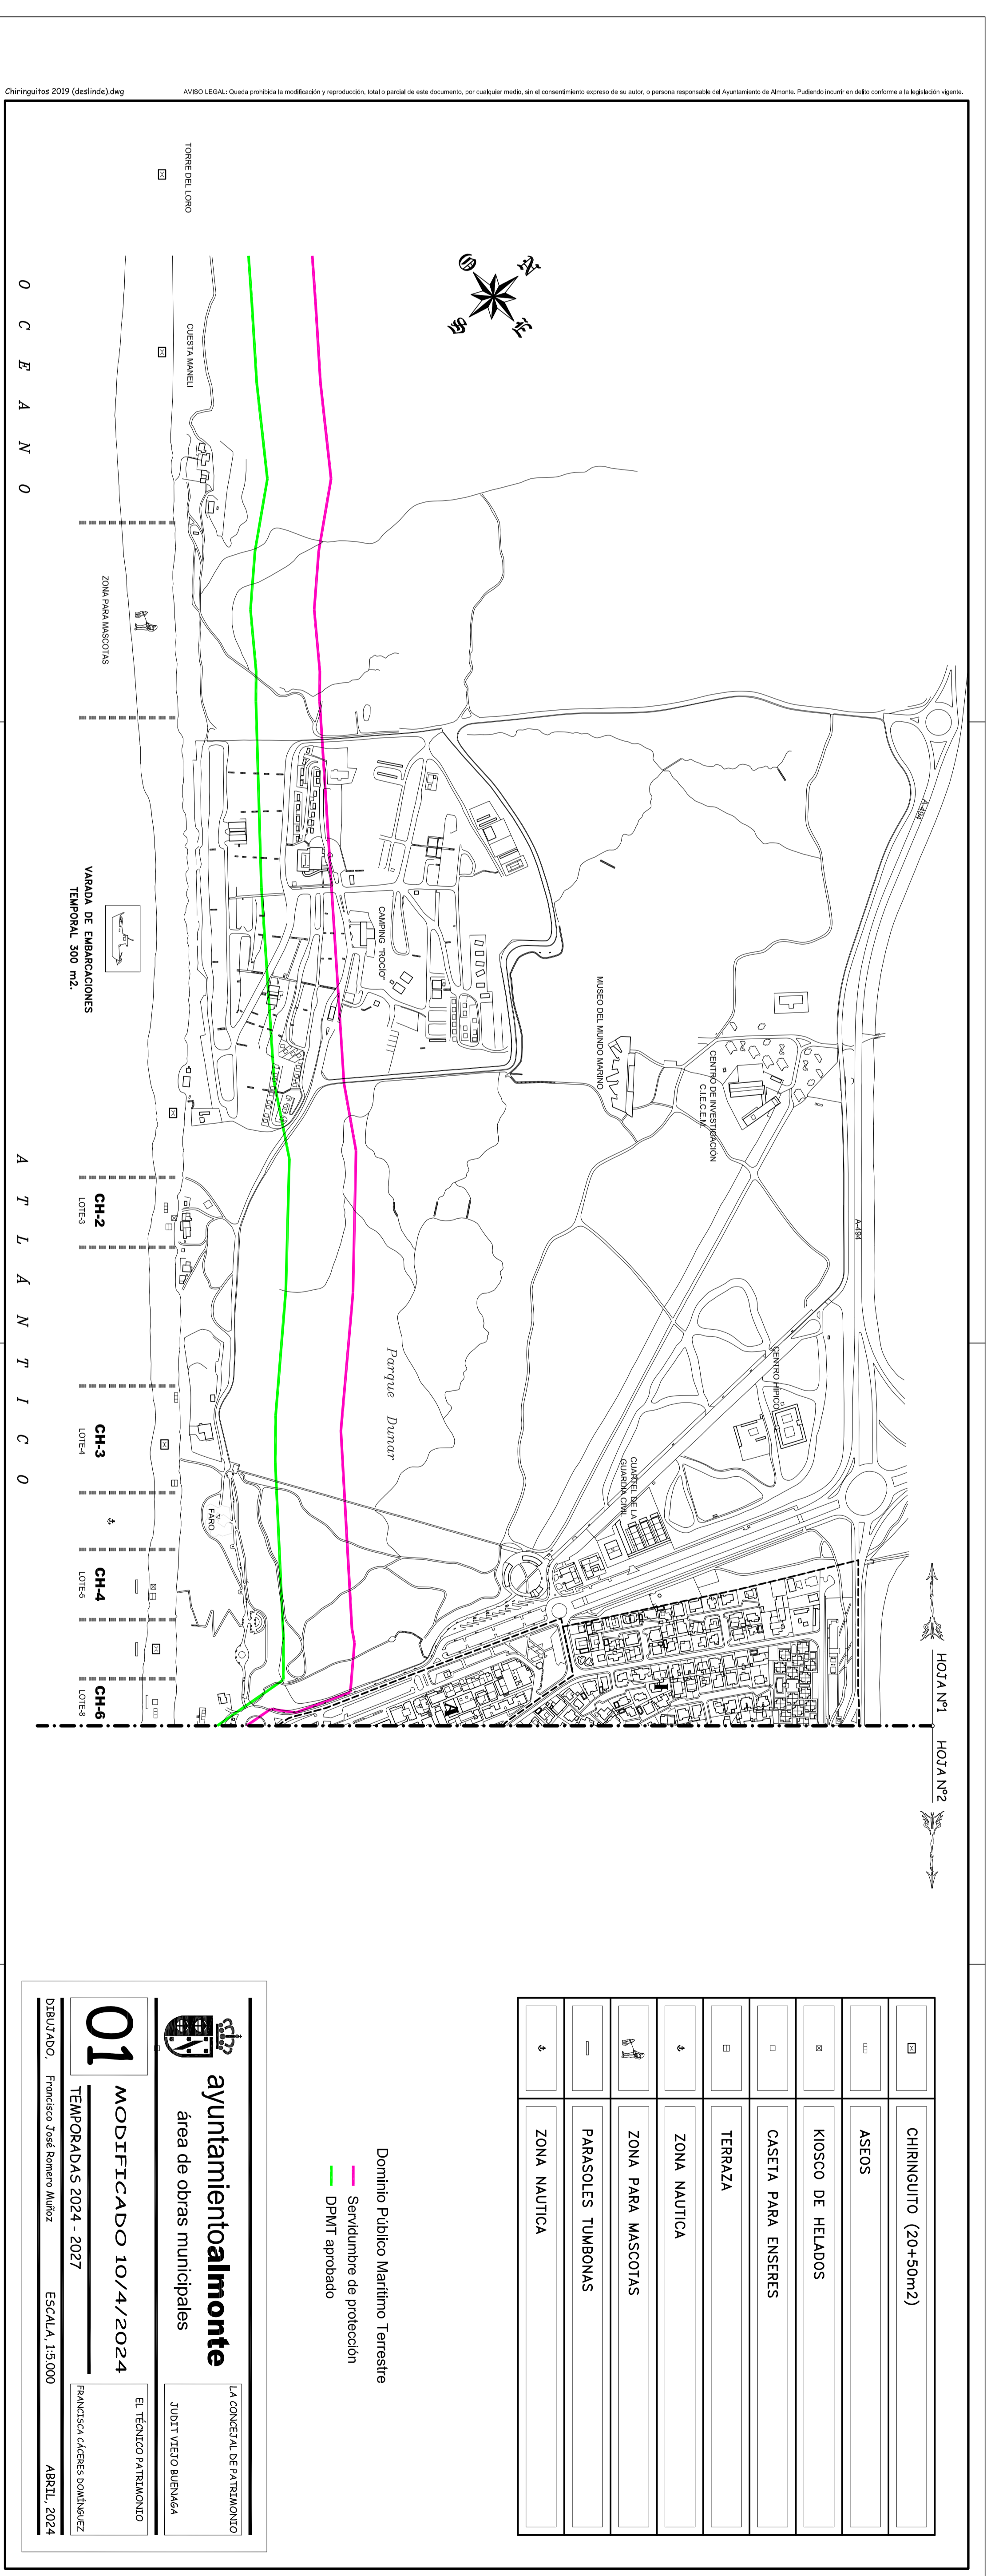 Chiringuitos 2019 (deslinde).dwg
AVISO LEGAL: Queda prohibida la modificación y reproducción, total o parcial de este documento, por cualquier medio, sin el consentimiento expreso de su autor, o persona responsable del Ayuntamiento de Almonte. Pudiendo incurrir en delito conforme a la legislación vigente.
TORRE DEL LORO
CUESTA MANELI
N
E
S
O
O C E A N O
A T L Á N T I C O
ZONA PARA MASCOTAS
VARADA DE EMBARCACIONES
TEMPORAL 300 m2.
CAMPING "ROCÍO"
MUSEO DEL MUNDO MARINO
CENTRO DE INVESTIGACIÓN
C.I.E.C.E.M.
A-494
A-494
CENTRO HÍPICO
CUARTEL DE LA
GUARDIA CIVIL
Parque Dunar
FARO
CH-2
LOTE-3
CH-3
LOTE-4
CH-4
LOTE-5
CH-6
LOTE-8
A
I
HOJA Nº1
HOJA Nº2
CHIRINGUITO (20+50m2)
ASEOS
KIOSCO DE HELADOS
CASETA PARA ENSERES
TERRAZA
ZONA NAUTICA
ZONA PARA MASCOTAS
PARASOLES TUMBONAS
ZONA NAUTICA
Dominio Público Marítimo Terrestre
Servidumbre de protección
DPMT aprobado
ayuntamientoalmonte
área de obras municipales
LA CONCEJAL DE PATRIMONIO
JUDIT VIEJO BUENAGA
01
MODIFICADO 10/4/2024
TEMPORADAS 2024 - 2027
EL TÉCNICO PATRIMONIO
FRANCISCA CÁCERES DOMÍNGUEZ
DIBUJADO, Francisco José Romero Muñoz
ESCALA, 1:5.000
ABRIL, 2024